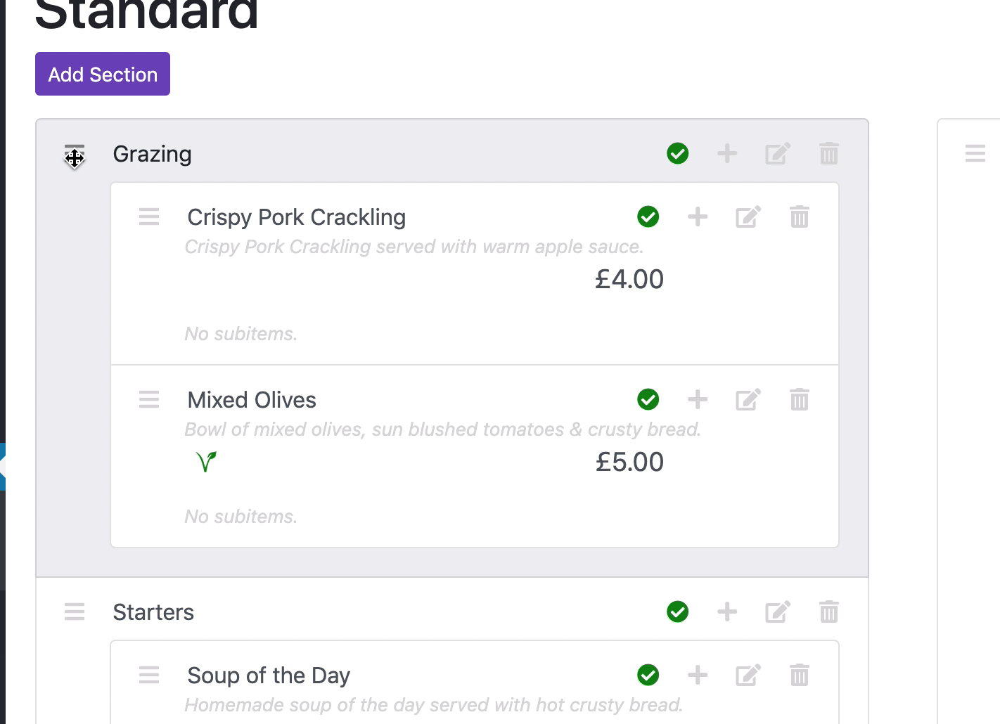 Standard
Add Section
Grazing
Crispy Pork Crackling
Crispy Pork Crackling served with warm apple sauce.
£4.00
No subitems.
Mixed Olives
Bowl of mixed olives, sun blushed tomatoes & crusty bread.
£5.00
No subitems.
Starters
Soup of the Day
Homemade soup of the day served with hot crusty bread.